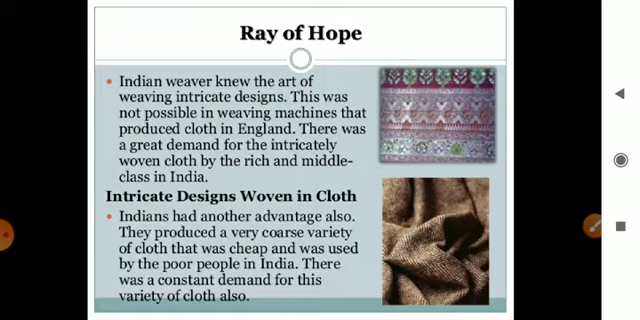 Ray of Hope
Indian weaver knew the art of
weaving intricate designs. This was
not possible in weaving machines that
produced cloth in England. There was
a great demand for the intricately
woven cloth by the rich and middle-
class in India.
Intricate Designs Woven in Cloth
Indians had another advantage also.
They produced a very coarse variety
of cloth that was cheap and was used
by the poor people in India. There
was a constant demand for this
variety of cloth also.